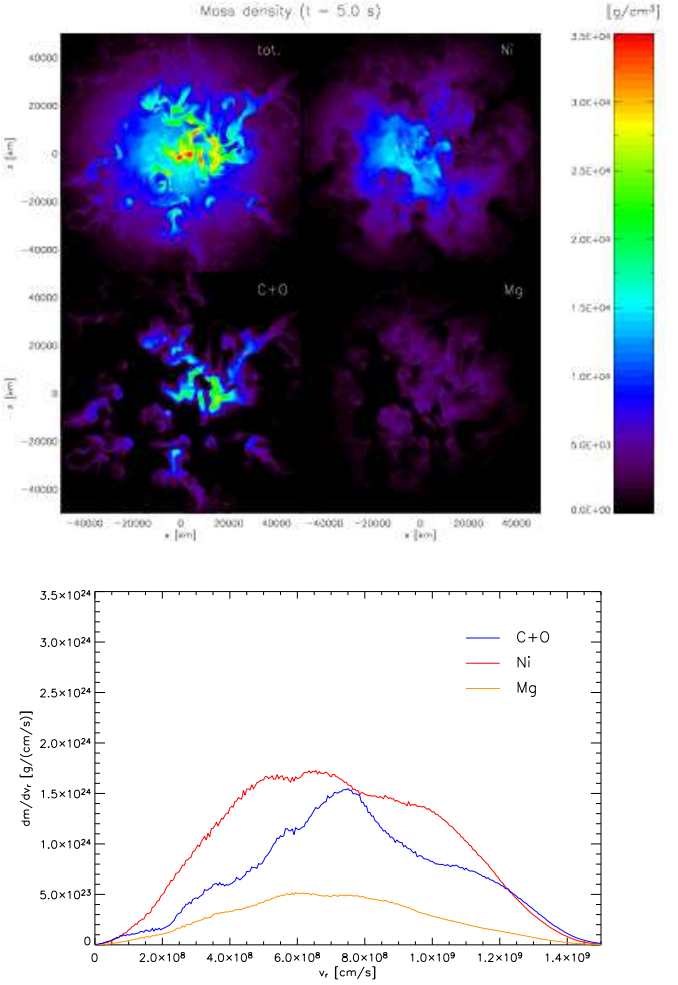 Mass density (t = 5.0 s)
[g/cm³]
tot.
Ni
C+O
Mg
40000
20000
0
-20000
-40000
z [km]
40000
20000
0
-20000
-40000
z [km]
-40000 -20000 0 20000 40000
x [km]
-40000 -20000 0 20000 40000
x [km]
3.5E+04
3.0E+04
2.5E+04
2.0E+04
1.5E+04
1.0E+04
5.0E+03
0.0E+00
3.5×10²⁴
3.0×10²⁴
2.5×10²⁴
2.0×10²⁴
1.5×10²⁴
1.0×10²⁴
5.0×10²³
0
dm/dvᵣ [g/(cm/s)]
C+O
Ni
Mg
0 2.0×10⁸ 4.0×10⁸ 6.0×10⁸ 8.0×10⁸ 1.0×10⁹ 1.2×10⁹ 1.4×10⁹
vᵣ [cm/s]